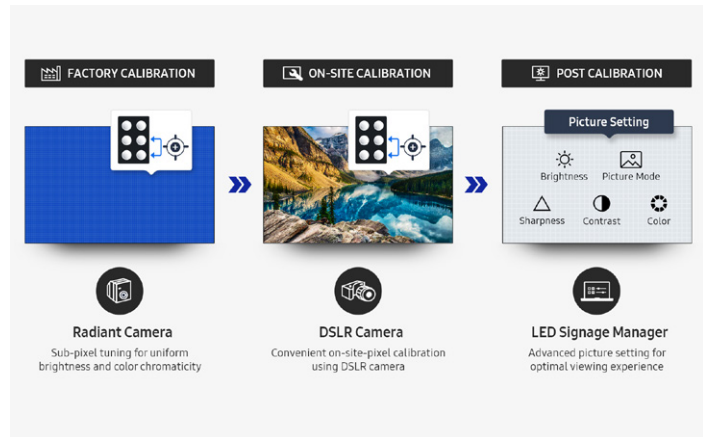 FACTORY CALIBRATION
ON-SITE CALIBRATION
POST CALIBRATION
Picture Setting
Brightness
Picture Mode
Sharpness
Contrast
Color
Radiant Camera
Sub-pixel tuning for uniform
brightness and color chromaticity
DSLR Camera
Convenient on-site-pixel calibration
using DSLR camera
LED Signage Manager
Advanced picture setting for
optimal viewing experience